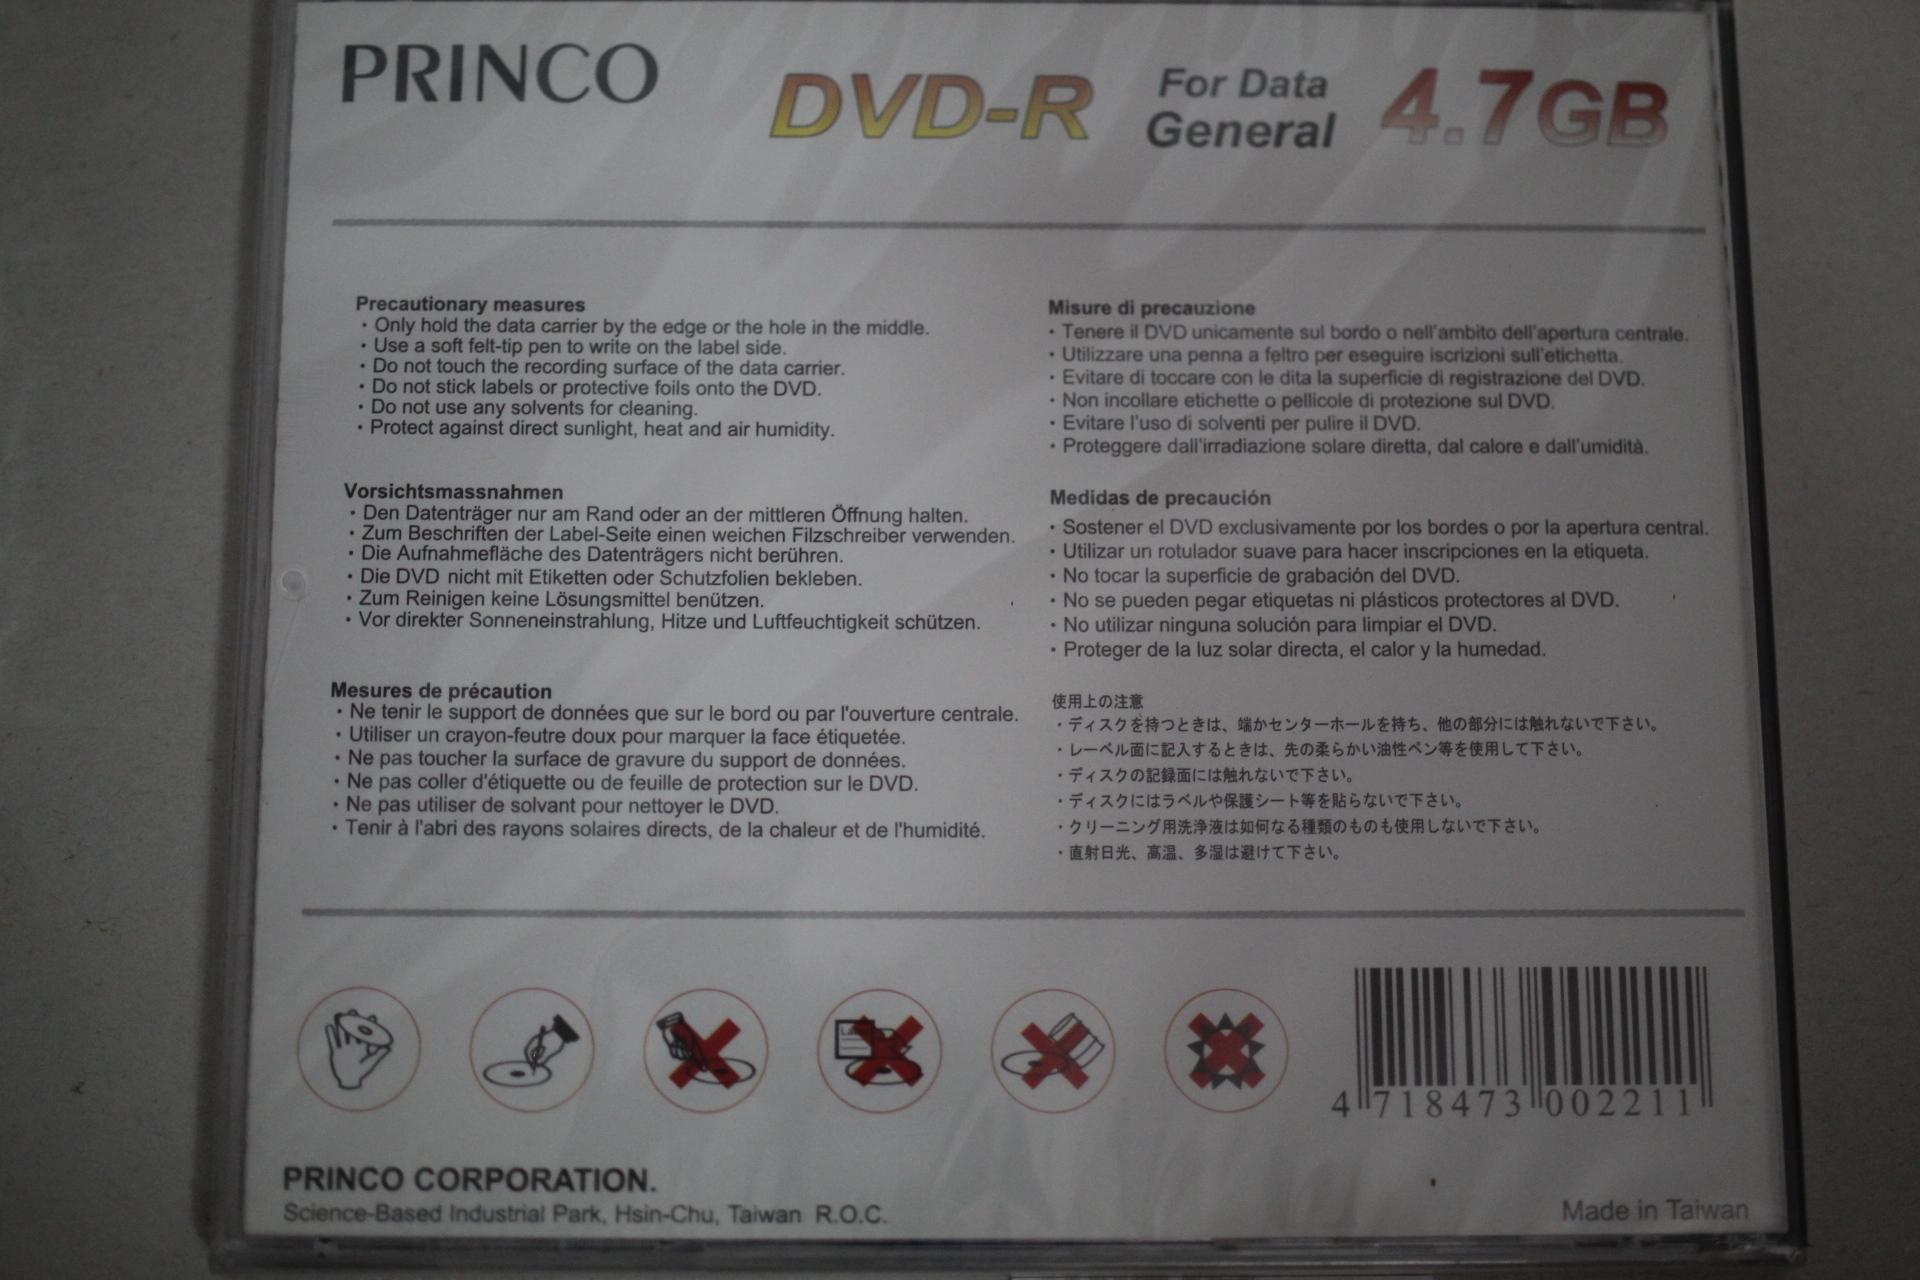 PRINCO
DVD-R
For Data
General
4.7GB
Precautionary measures
· Only hold the data carrier by the edge or the hole in the middle.
· Use a soft felt-tip pen to write on the label side.
· Do not touch the recording surface of the data carrier.
· Do not stick labels or protective foils onto the DVD.
· Do not use any solvents for cleaning.
· Protect against direct sunlight, heat and air humidity.
Vorsichtsmassnahmen
· Den Datenträger nur am Rand oder an der mittleren Öffnung halten.
· Zum Beschriften der Label-Seite einen weichen Filzschreiber verwenden.
· Die Aufnahmefläche des Datenträgers nicht berühren.
· Die DVD nicht mit Etiketten oder Schutzfolien bekleben.
· Zum Reinigen keine Lösungsmittel benützen.
· Vor direkter Sonneneinstrahlung, Hitze und Luftfeuchtigkeit schützen.
Mesures de précaution
· Ne tenir le support de données que sur le bord ou par l'ouverture centrale.
· Utiliser un crayon-feutre doux pour marquer la face étiquetée.
· Ne pas toucher la surface de gravure du support de données.
· Ne pas coller d'étiquette ou de feuille de protection sur le DVD.
· Ne pas utiliser de solvant pour nettoyer le DVD.
· Tenir à l'abri des rayons solaires directs, de la chaleur et de l'humidité.
Misure di precauzione
· Tenere il DVD unicamente sul bordo o nell'ambito dell'apertura centrale.
· Utilizzare una penna a feltro per eseguire iscrizioni sull'etichetta.
· Evitare di toccare con le dita la superficie di registrazione del DVD.
· Non incollare etichette o pellicole di protezione sul DVD.
· Evitare l'uso di solventi per pulire il DVD.
· Proteggere dall'irradiazione solare diretta, dal calore e dall'umidità.
Medidas de precaución
· Sostener el DVD exclusivamente por los bordes o por la apertura central.
· Utilizar un rotulador suave para hacer inscripciones en la etiqueta.
· No tocar la superficie de grabación del DVD.
· No se pueden pegar etiquetas ni plásticos protectores al DVD.
· No utilizar ninguna solución para limpiar el DVD.
· Proteger de la luz solar directa, el calor y la humedad.
使用上の注意
・ディスクを持つときは、端かセンターホールを持ち、他の部分には触れないで下さい。
・レーベル面に記入するときは、先の柔らかい油性ペン等を使用して下さい。
・ディスクの記録面には触れないで下さい。
・ディスクにはラベルや保護シート等を貼らないで下さい。
・クリーニング用洗浄液は如何なる種類のものも使用しないで下さい。
・直射日光、高温、多湿は避けて下さい。
4 718473 002211
PRINCO CORPORATION.
Science-Based Industrial Park, Hsin-Chu, Taiwan R.O.C.
Made in Taiwan